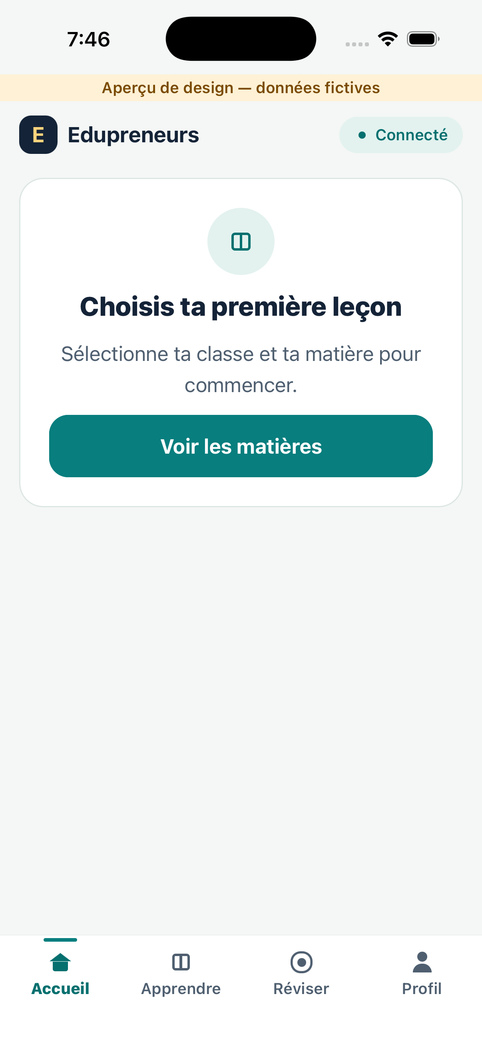 7:46
Aperçu de design — données fictives
E Edupreneurs
Connecté
Choisis ta première leçon
Sélectionne ta classe et ta matière pour
commencer.
Voir les matières
Accueil
Apprendre
Réviser
Profil